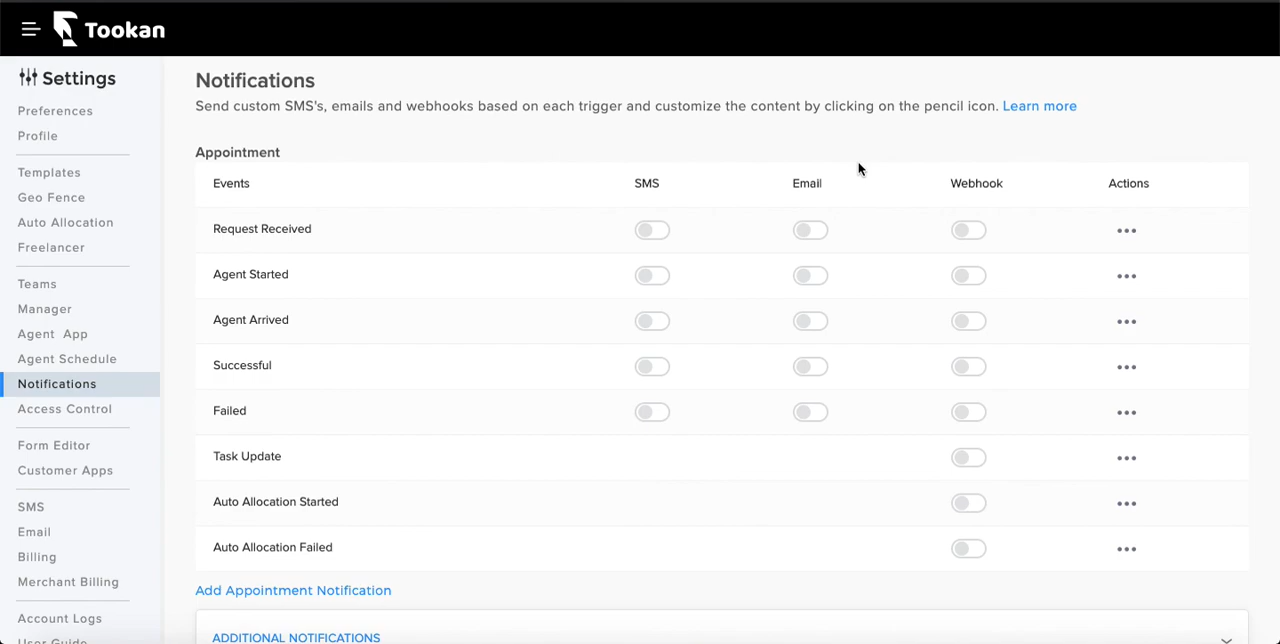 Tookan
Settings
Preferences
Profile
Templates
Geo Fence
Auto Allocation
Freelancer
Teams
Manager
Agent App
Agent Schedule
Notifications
Access Control
Form Editor
Customer Apps
SMS
Email
Billing
Merchant Billing
Account Logs
User Guide
Notifications
Send custom SMS's, emails and webhooks based on each trigger and customize the content by clicking on the pencil icon. Learn more
Appointment
Events SMS Email Webhook Actions
Request Received
Agent Started
Agent Arrived
Successful
Failed
Task Update
Auto Allocation Started
Auto Allocation Failed
Add Appointment Notification
ADDITIONAL NOTIFICATIONS